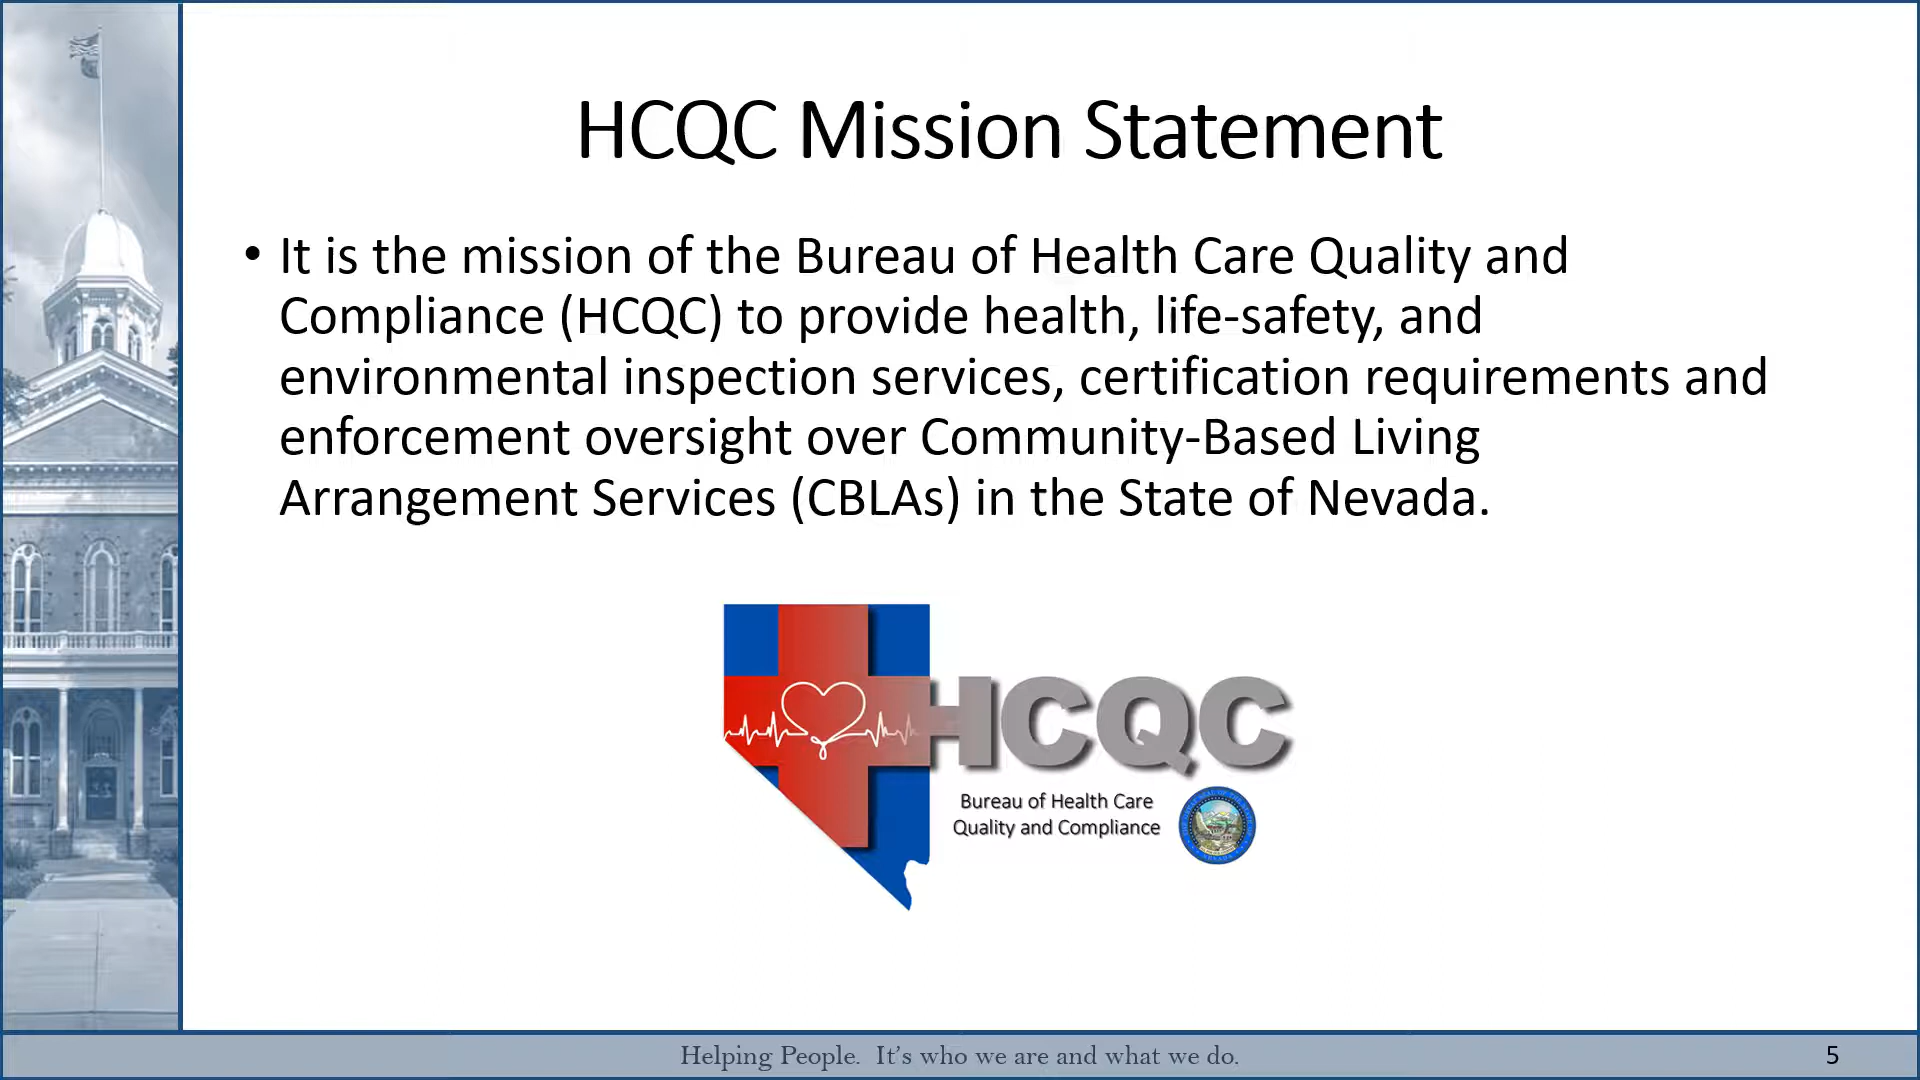 HCQC Mission Statement
• It is the mission of the Bureau of Health Care Quality and
Compliance (HCQC) to provide health, life-safety, and
environmental inspection services, certification requirements and
enforcement oversight over Community-Based Living
Arrangement Services (CBLAs) in the State of Nevada.
HCQC
Bureau of Health Care
Quality and Compliance
Helping People. It’s who we are and what we do.
5